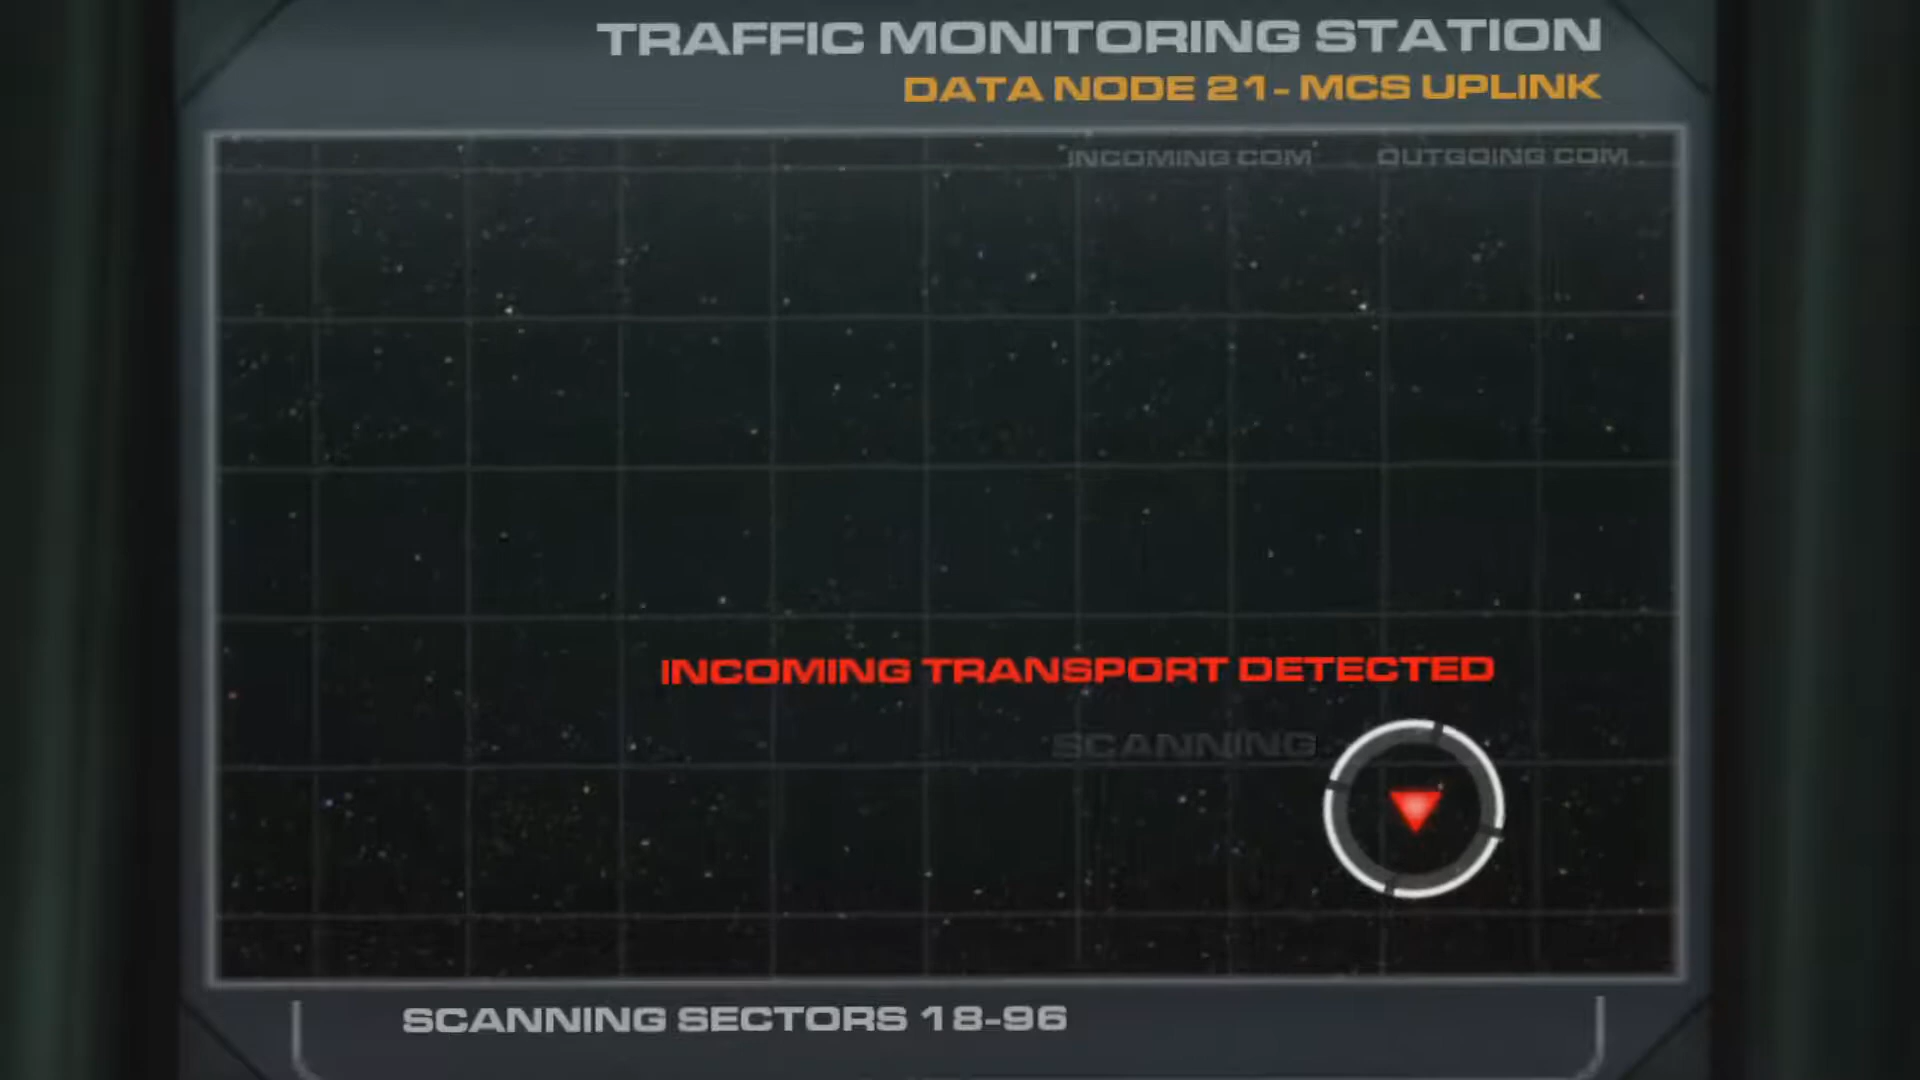 TRAFFIC MONITORING STATION
DATA NODE 21- MCS UPLINK
INCOMING COM OUTGOING COM
INCOMING TRANSPORT DETECTED
SCANNING
SCANNING SECTORS 18-96